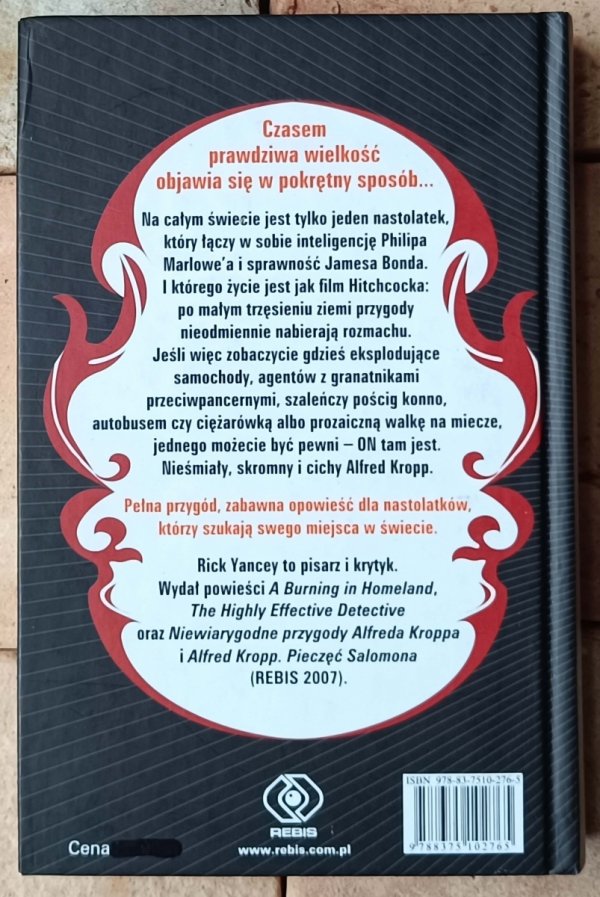 Czasem
prawdziwa wielkość
objawia się w pokrętny sposób...
Na całym świecie jest tylko jeden nastolatek,
który łączy w sobie inteligencję Philipa
Marlowe'a i sprawność Jamesa Bonda.
I którego życie jest jak film Hitchcocka:
po małym trzęsieniu ziemi przygody
nieodmiennie nabierają rozmachu.
Jeśli więc zobaczycie gdzieś eksplodujące
samochody, agentów z granatnikami
przeciwpancernymi, szaleńczy pościg konno,
autobusem czy ciężarówką albo prozaiczną walkę na miecze,
jednego możecie być pewni – ON tam jest.
Nieśmiały, skromny i cichy Alfred Kropp.
Pełna przygód, zabawna opowieść dla nastolatków,
którzy szukają swego miejsca w świecie.
Rick Yancey to pisarz i krytyk.
Wydał powieści A Burning in Homeland,
The Highly Effective Detective
oraz Niewiarygodne przygody Alfreda Kroppa
i Alfred Kropp. Pieczęć Salomona
(REBIS 2007).
ISBN 978-83-7510-276-5
REBIS
Cena
www.rebis.com.pl
9788375102765